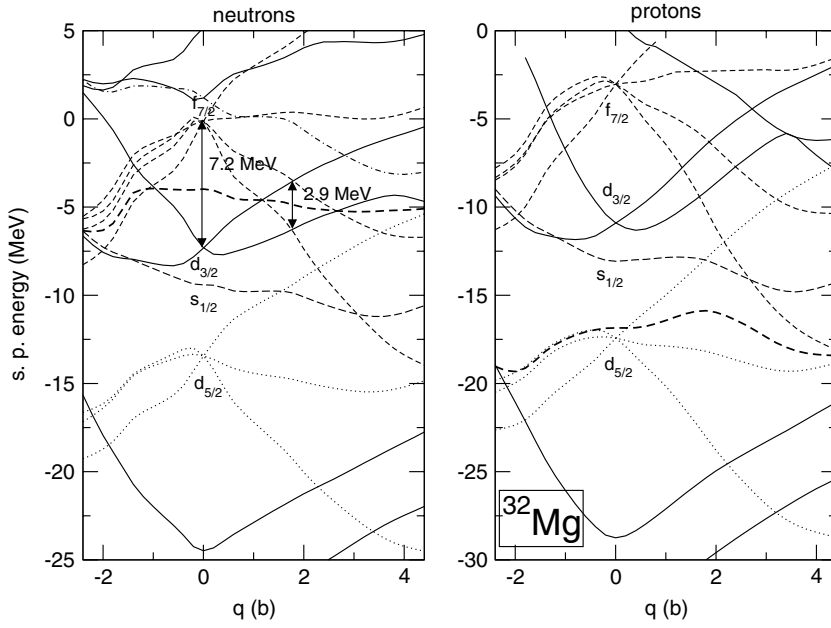 neutrons
protons
s. p. energy (MeV)
5
0
-5
-10
-15
-20
-25
-2
0
2
4
q (b)
f7/2
7.2 MeV
2.9 MeV
d3/2
s1/2
d5/2
0
-5
-10
-15
-20
-25
-30
-2
0
2
4
q (b)
f7/2
d3/2
s1/2
d5/2
32Mg